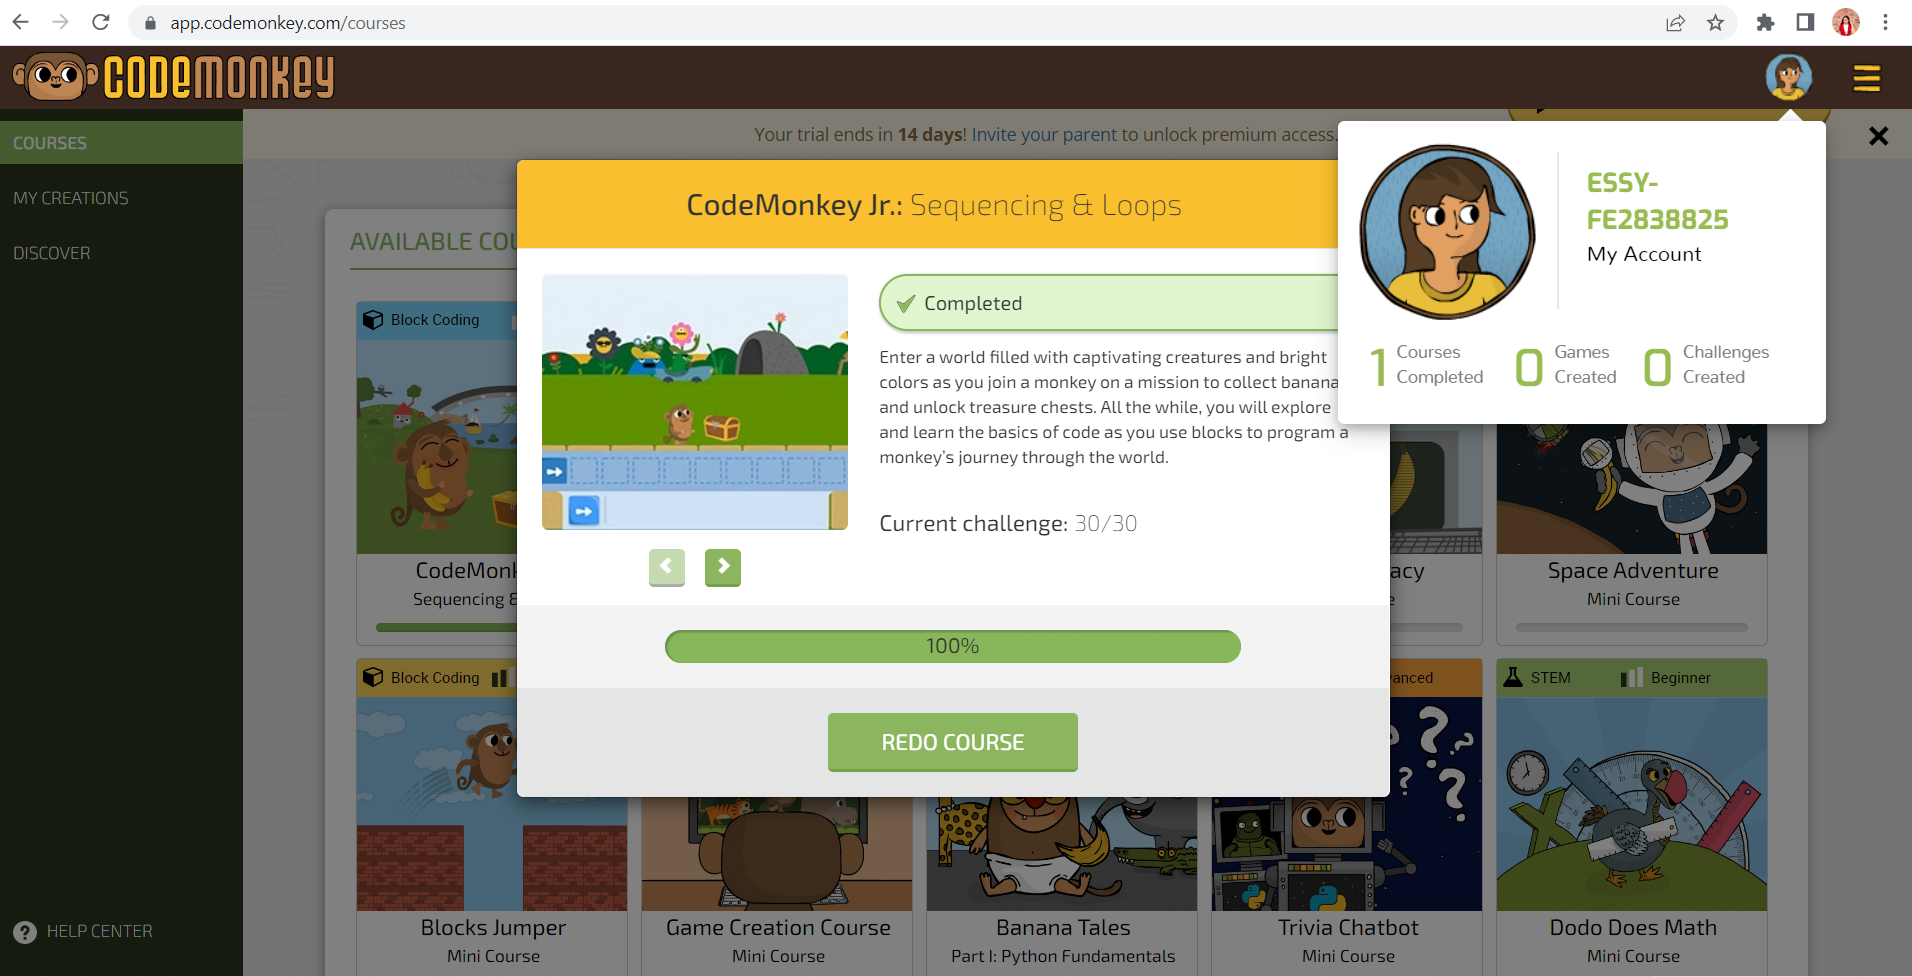 app.codemonkey.com/courses
CODEMONKEY
COURSES
MY CREATIONS
DISCOVER
HELP CENTER
Your trial ends in 14 days! Invite your parent to unlock premium access.
ESSY-
FE2838825
My Account
1 Courses Completed
0 Games Created
0 Challenges Created
AVAILABLE COU
CodeMonkey Jr.: Sequencing & Loops
Completed
Enter a world filled with captivating creatures and bright
colors as you join a monkey on a mission to collect banana
and unlock treasure chests. All the while, you will explore
and learn the basics of code as you use blocks to program a
monkey's journey through the world.
Current challenge: 30/30
100%
REDO COURSE
Block Coding
CodeMonk
Sequencing &
acy
e
Space Adventure
Mini Course
Block Coding
anced
STEM
Beginner
Blocks Jumper
Mini Course
Game Creation Course
Mini Course
Banana Tales
Part I: Python Fundamentals
Trivia Chatbot
Mini Course
Dodo Does Math
Mini Course